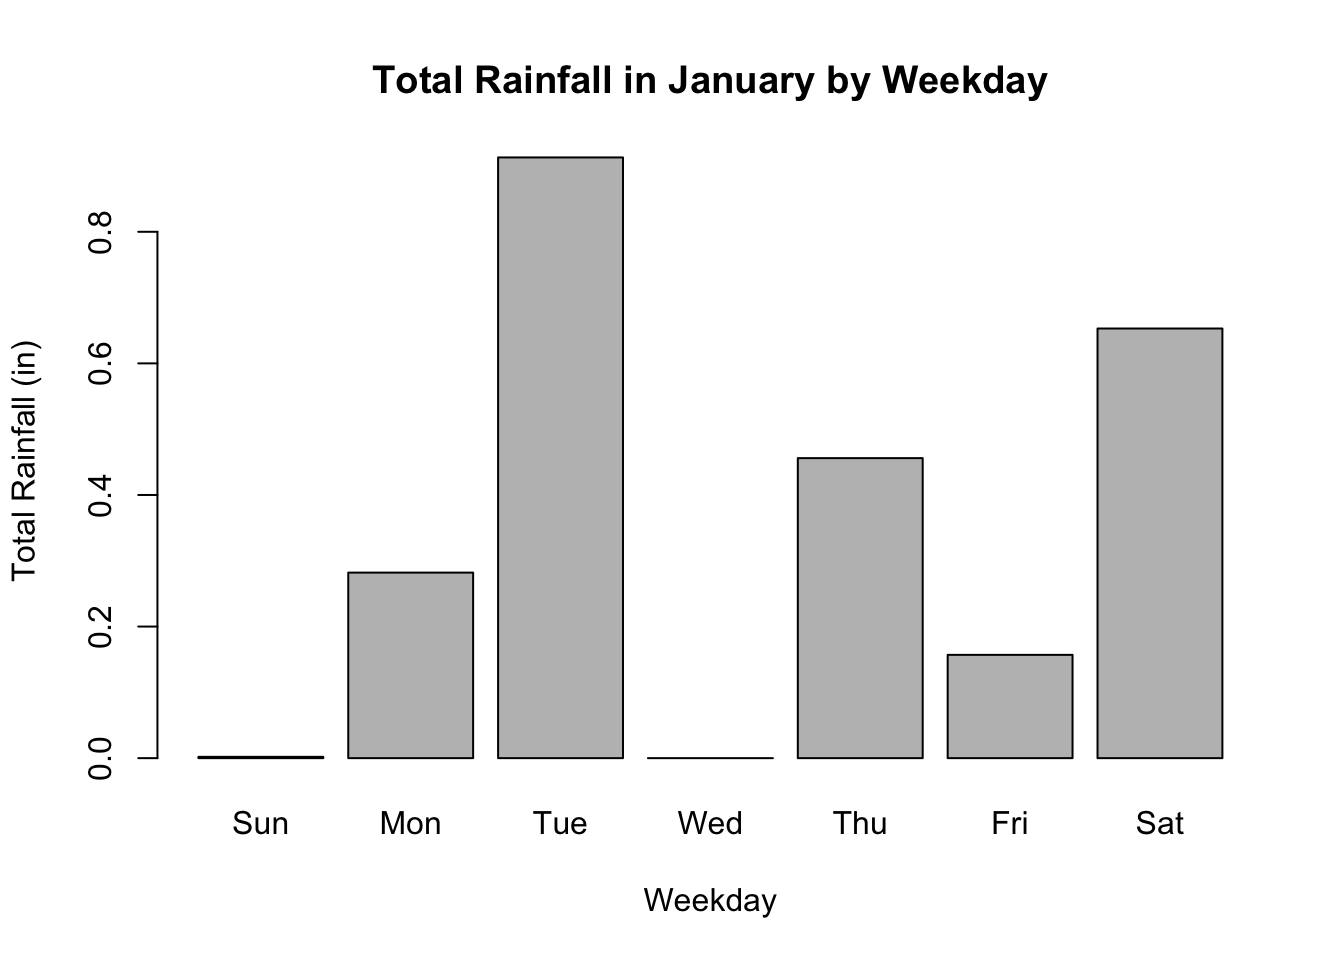 Total Rainfall in January by Weekday
Total Rainfall (in)
0.8
0.6
0.4
0.2
0.0
Sun Mon Tue Wed Thu Fri Sat
Weekday